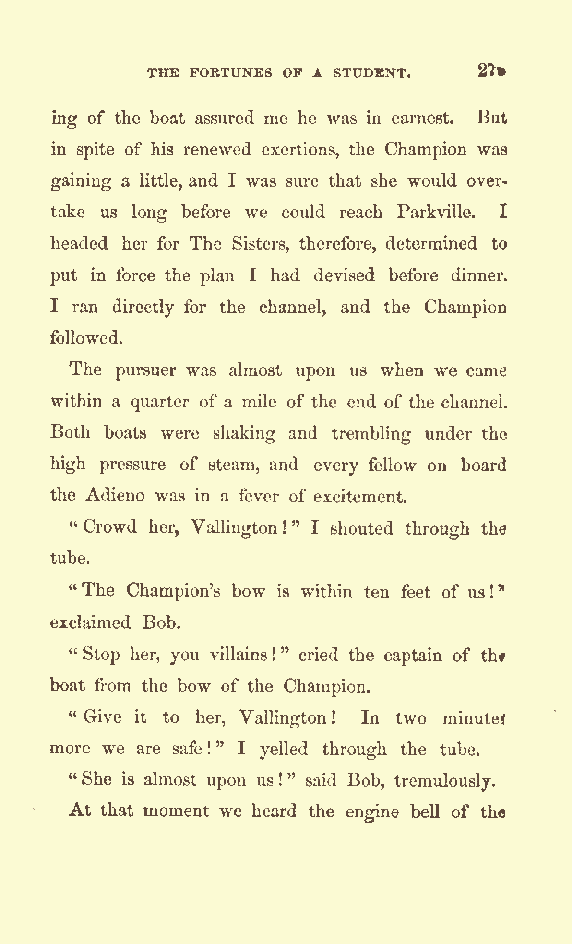 THE FORTUNES OF A STUDENT. 27
ing of the boat assured me he was in earnest. But
in spite of his renewed exertions, the Champion was
gaining a little, and I was sure that she would over-
take us long before we could reach Parkville. I
headed her for The Sisters, therefore, determined to
put in force the plan I had devised before dinner.
I ran directly for the channel, and the Champion
followed.
The pursuer was almost upon us when we came
within a quarter of a mile of the end of the channel.
Both boats were shaking and trembling under the
high pressure of steam, and every fellow on board
the Adieno was in a fever of excitement.
“Crowd her, Vallington!” I shouted through the
tube.
“The Champion’s bow is within ten feet of us!”
exclaimed Bob.
“Stop her, you villains!” cried the captain of the
boat from the bow of the Champion.
“Give it to her, Vallington! In two minutes
more we are safe!” I yelled through the tube.
“She is almost upon us!” said Bob, tremulously.
At that moment we heard the engine bell of the